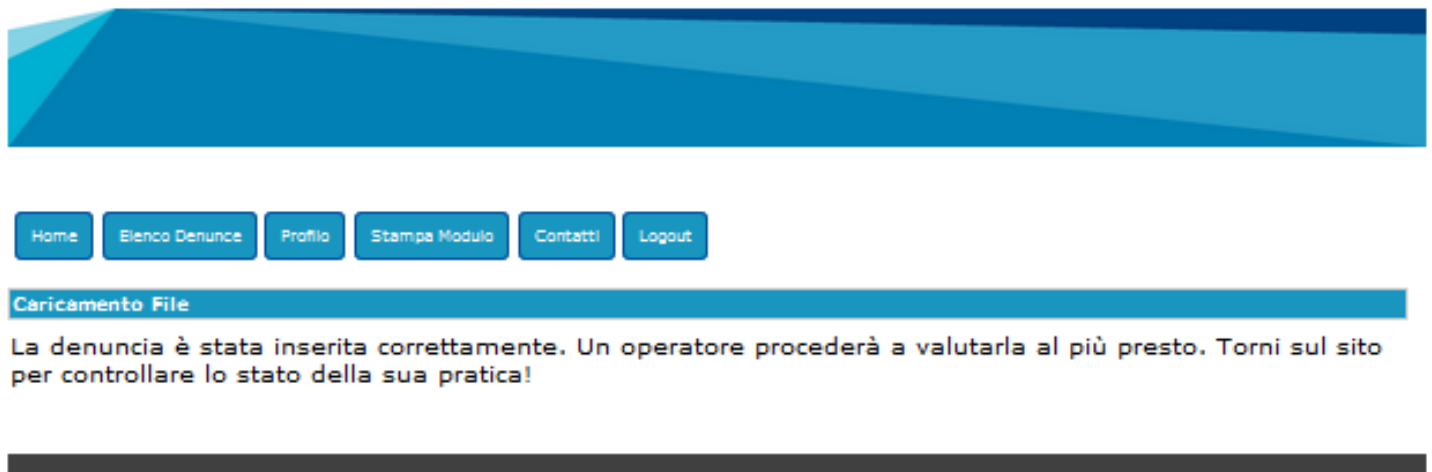 Home Elenco Denunce Profilo Stampa Modulo Contatti Logout
Caricamento File
La denuncia è stata inserita correttamente. Un operatore procederà a valutarla al più presto. Torni sul sito
per controllare lo stato della sua pratica!